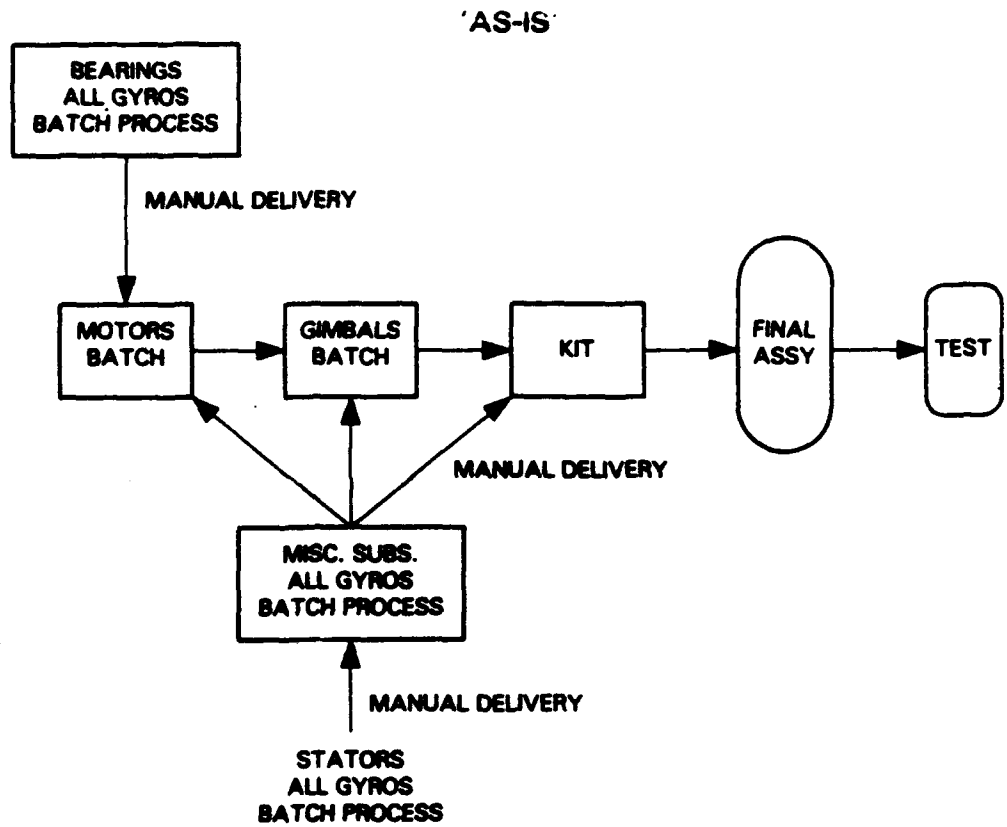 'AS-IS'
BEARINGS
ALL GYROS
BATCH PROCESS
MANUAL DELIVERY
MOTORS
BATCH
GIMBALS
BATCH
KIT
FINAL
ASSY
TEST
MANUAL DELIVERY
MISC. SUBS.
ALL GYROS
BATCH PROCESS
MANUAL DELIVERY
STATORS
ALL GYROS
BATCH PROCESS